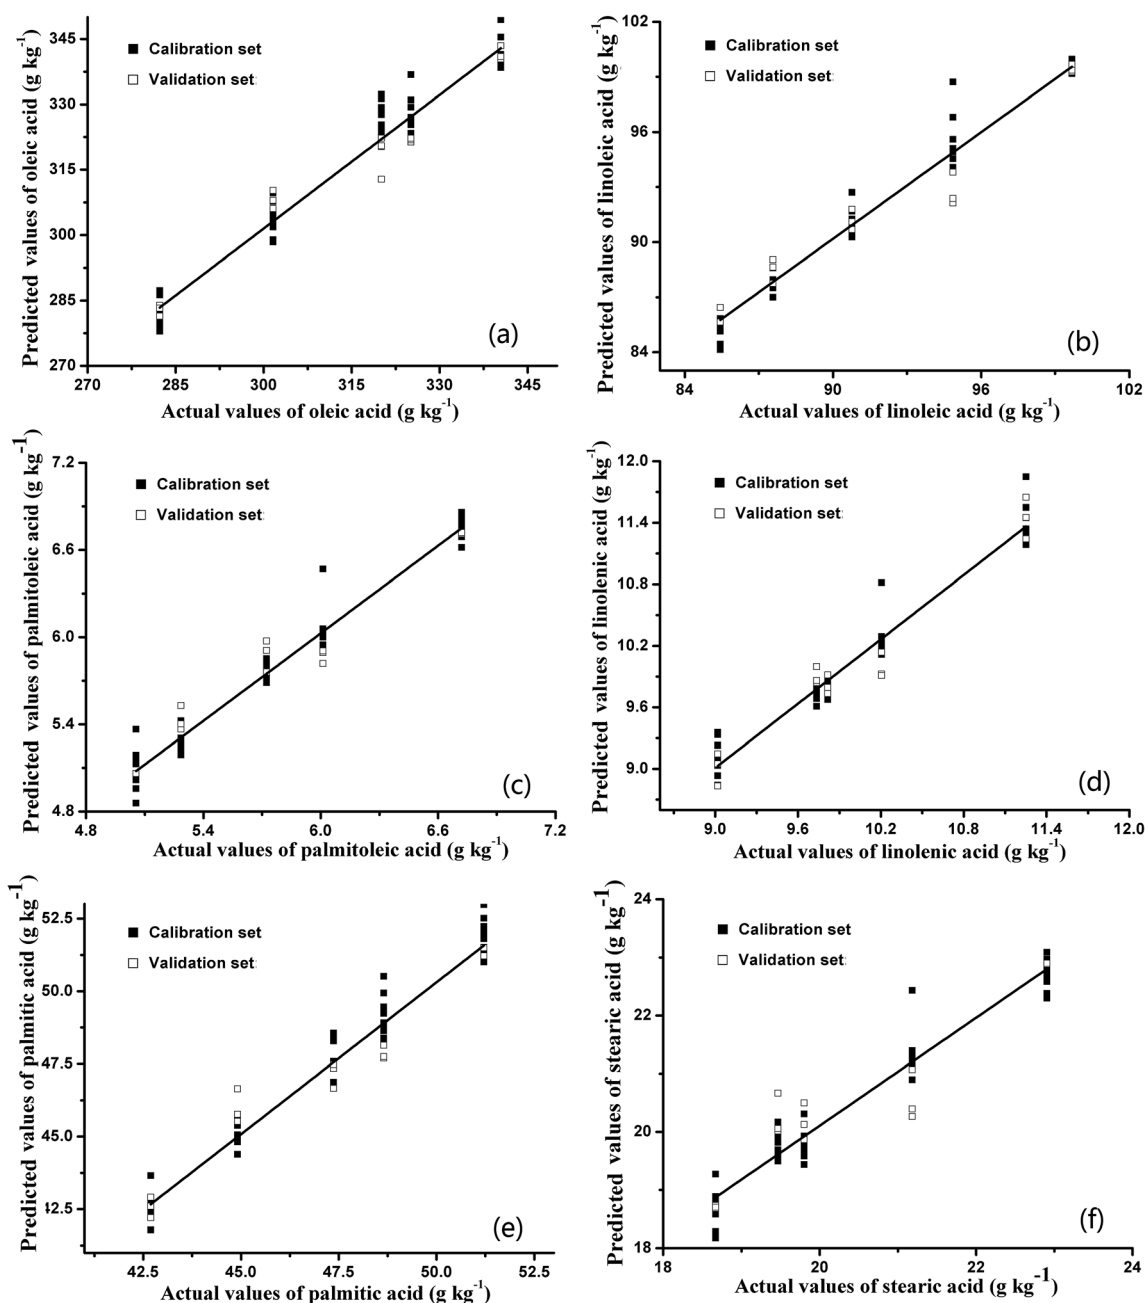 Predicted values of oleic acid (g kg⁻¹)
345
330
315
300
285
270
■ Calibration set
□ Validation set
(a)
270 285 300 315 330 345
Actual values of oleic acid (g kg⁻¹)
Predicted values of linoleic acid (g kg⁻¹)
102
96
90
84
■ Calibration set
□ Validation set
(b)
84 90 96 102
Actual values of linoleic acid (g kg⁻¹)
Predicted values of palmitoleic acid (g kg⁻¹)
7.2
6.6
6.0
5.4
4.8
■ Calibration set
□ Validation set
(c)
4.8 5.4 6.0 6.6 7.2
Actual values of palmitoleic acid (g kg⁻¹)
Predicted values of linolenic acid (g kg⁻¹)
12.0
11.4
10.8
10.2
9.6
9.0
■ Calibration set
□ Validation set
(d)
9.0 9.6 10.2 10.8 11.4 12.0
Actual values of linolenic acid (g kg⁻¹)
Predicted values of palmitic acid (g kg⁻¹)
52.5
50.0
47.5
45.0
42.5
■ Calibration set
□ Validation set
(e)
42.5 45.0 47.5 50.0 52.5
Actual values of palmitic acid (g kg⁻¹)
Predicted values of stearic acid (g kg⁻¹)
24
22
20
18
■ Calibration set
□ Validation set
(f)
18 20 22 24
Actual values of stearic acid (g kg⁻¹)